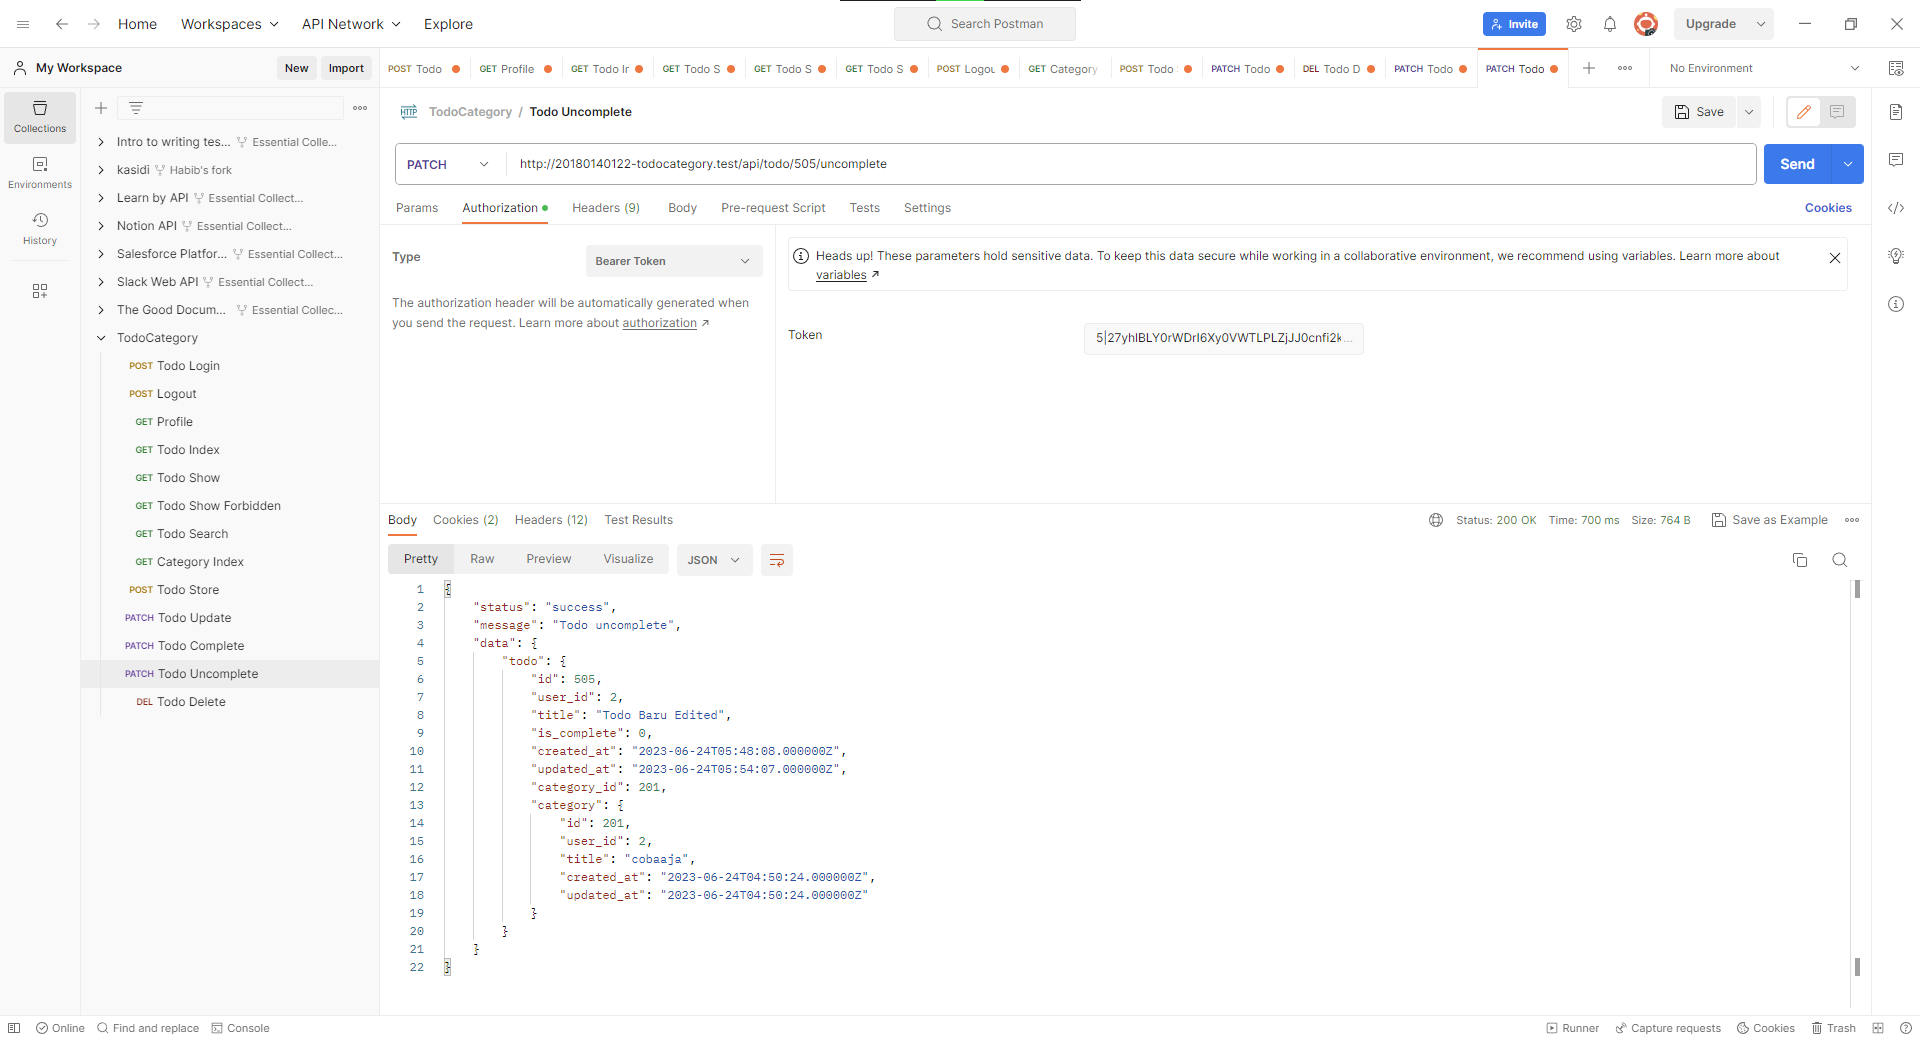 Home
Workspaces
API Network
Explore
Search Postman
Invite
Upgrade
My Workspace
New
Import
POST Todo
GET Profile
GET Todo Ir
GET Todo S
GET Todo S
GET Todo S
POST Logou
GET Category
POST Todo
PATCH Todo
DEL Todo D
PATCH Todo
PATCH Todo
No Environment
Collections
Environments
History
Intro to writing tes... Essential Colle...
kasidi Habib's fork
Learn by API Essential Collect...
Notion API Essential Collect...
Salesforce Platfor... Essential Collect...
Slack Web API Essential Collect...
The Good Docum... Essential Collec...
TodoCategory
POST Todo Login
POST Logout
GET Profile
GET Todo Index
GET Todo Show
GET Todo Show Forbidden
GET Todo Search
GET Category Index
POST Todo Store
PATCH Todo Update
PATCH Todo Complete
PATCH Todo Uncomplete
DEL Todo Delete
HTTP TodoCategory / Todo Uncomplete
Save
PATCH http://20180140122-todocategory.test/api/todo/505/uncomplete
Send
Params Authorization Headers (9) Body Pre-request Script Tests Settings
Cookies
Type
Bearer Token
The authorization header will be automatically generated when
you send the request. Learn more about authorization ↗
Heads up! These parameters hold sensitive data. To keep this data secure while working in a collaborative environment, we recommend using variables. Learn more about
variables ↗
Token
Body Cookies (2) Headers (12) Test Results
Status: 200 OK Time: 700 ms Size: 764 B
Save as Example
Pretty Raw Preview Visualize JSON
1 {
2 "status": "success",
3 "message": "Todo uncomplete",
4 "data": {
5 "todo": {
6 "id": 505,
7 "user_id": 2,
8 "title": "Todo Baru Edited",
9 "is_complete": 0,
10 "created_at": "2023-06-24T05:48:08.000000Z",
11 "updated_at": "2023-06-24T05:54:07.000000Z",
12 "category_id": 201,
13 "category": {
14 "id": 201,
15 "user_id": 2,
16 "title": "cobaaja",
17 "created_at": "2023-06-24T04:50:24.000000Z",
18 "updated_at": "2023-06-24T04:50:24.000000Z"
19 }
20 }
21 }
22 }
Online
Find and replace
Console
Runner
Capture requests
Cookies
Trash